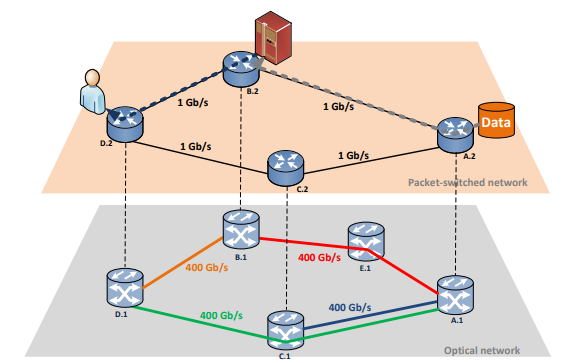 B.2
1 Gb/s
1 Gb/s
Data
D.2
A.2
1 Gb/s
1 Gb/s
C.2
Packet-switched network
B.1
E.1
400 Gb/s
400 Gb/s
D.1
400 Gb/s
400 Gb/s
A.1
C.1
Optical network